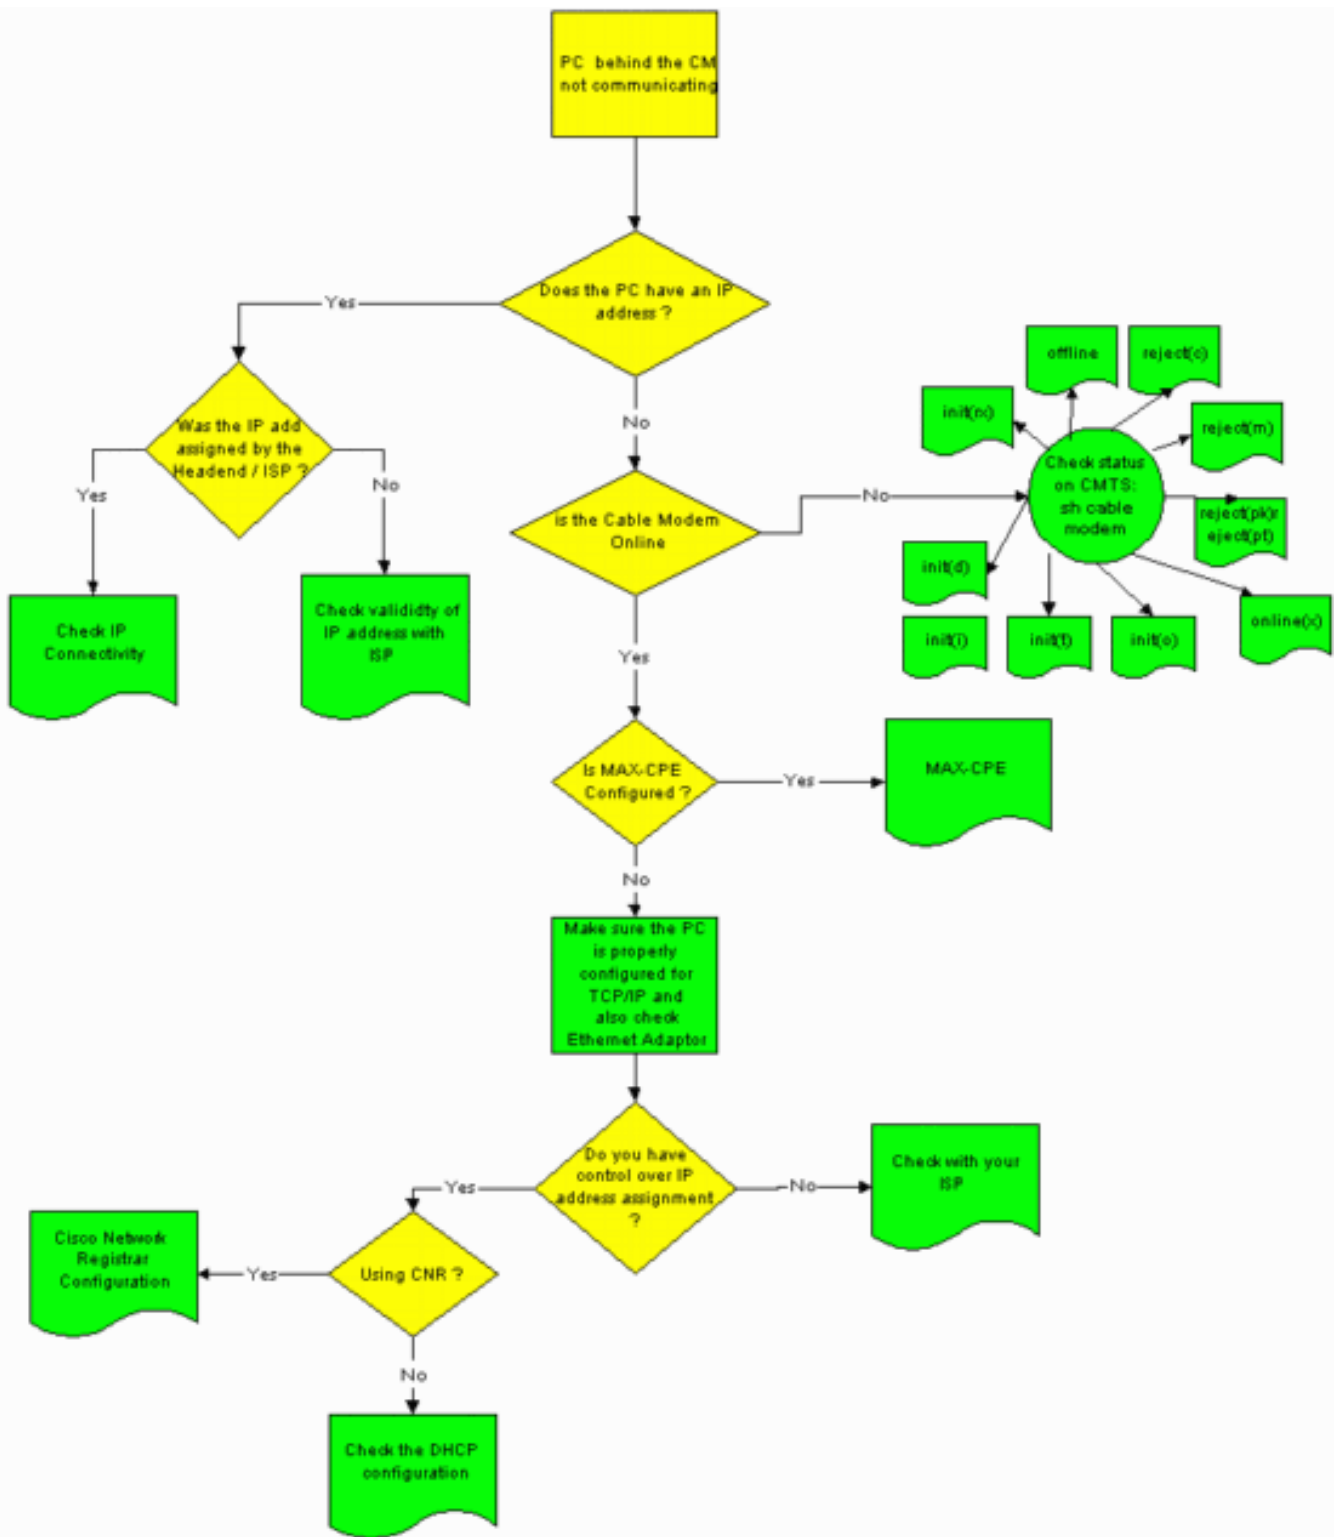 PC behind the CM
not communicating
Does the PC have an IP
address ?
Yes
No
Was the IP add
assigned by the
Headend / ISP ?
Yes
No
Check IP
Connectivity
Check valididty of
IP address with
ISP
is the Cable Modem
Online
No
Yes
Check status
on CMTS:
sh cable
modem
offline
reject(c)
reject(m)
reject(pk)r
eject(pt)
online(x)
init(o)
init(t)
init(i)
init(d)
Is MAX-CPE
Configured ?
Yes
MAX-CPE
No
Make sure the PC
is properly
configured for
TCP/IP and
also check
Ethernet Adaptor
Do you have
control over IP
address assignment
?
No
Check with your
ISP
Yes
Using CNR ?
Yes
Cisco Network
Registrar
Configuration
No
Check the DHCP
configuration